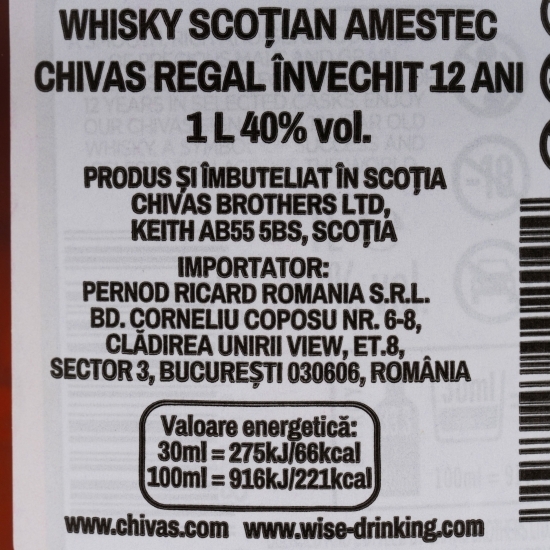 WHISKY SCOȚIAN AMESTEC
CHIVAS REGAL ÎNVECHIT 12 ANI
1 L 40% vol.
PRODUS ȘI ÎMBUTELIAT ÎN SCOȚIA
CHIVAS BROTHERS LTD,
KEITH AB55 5BS, SCOȚIA
IMPORTATOR:
PERNOD RICARD ROMANIA S.R.L.
BD. CORNELIU COPOSU NR. 6-8,
CLĂDIREA UNIRII VIEW, ET.8,
SECTOR 3, BUCUREȘTI 030606, ROMÂNIA
Valoare energetică:
30ml = 275kJ/66kcal
100ml = 916kJ/221kcal
www.chivas.com www.wise-drinking.com